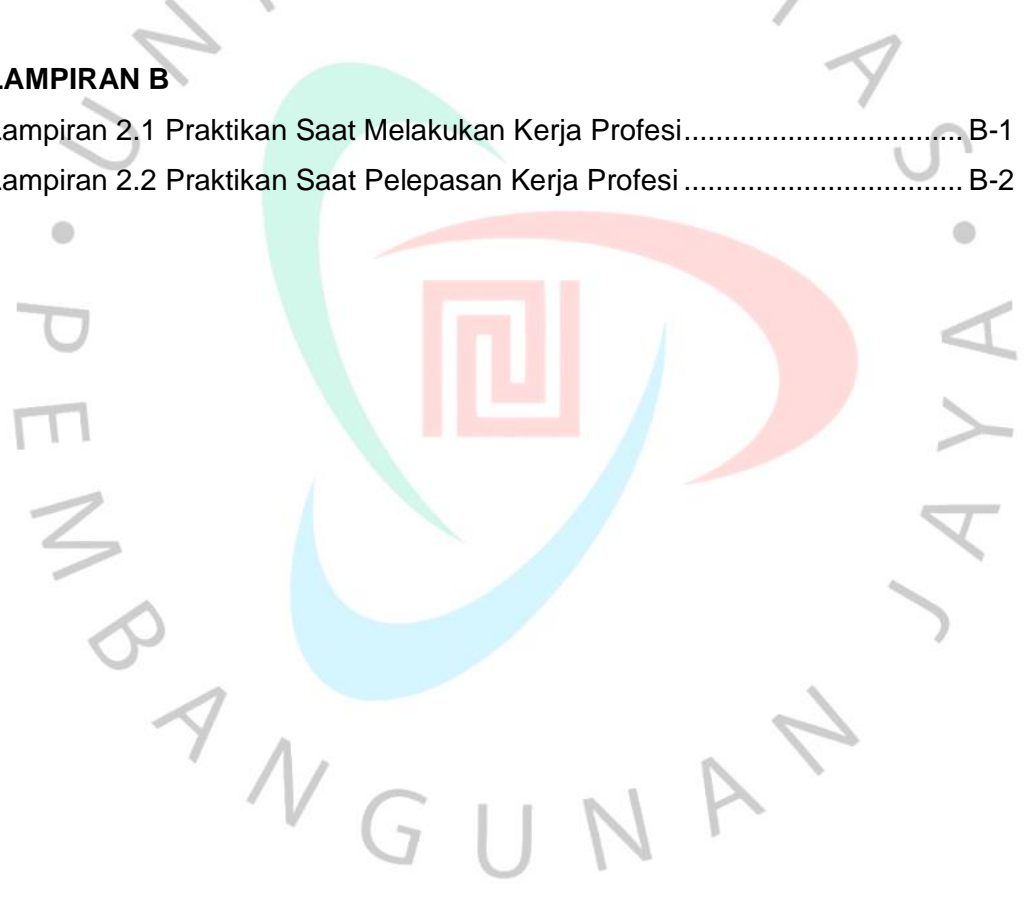 LAMPIRAN B
Lampiran 2.1 Praktikan Saat Melakukan Kerja Profesi.................................. B-1
Lampiran 2.2 Praktikan Saat Pelepasan Kerja Profesi .................................. B-2
PEMBANGUNAN JAYA